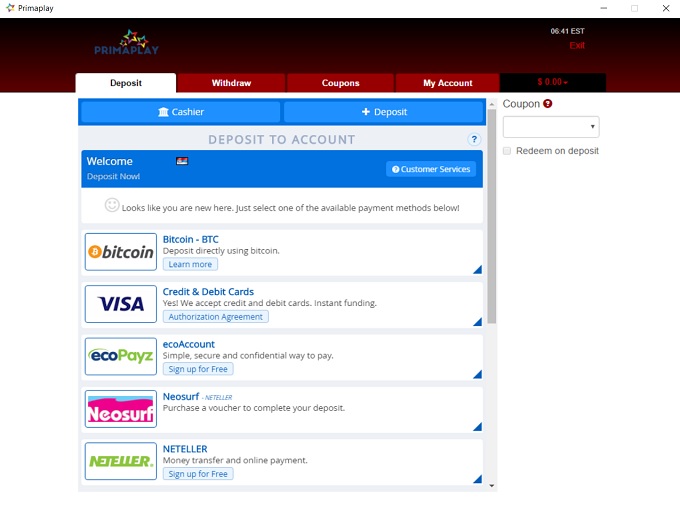 Primaplay
06:41 EST
PRIMAPLAY
Exit
Deposit
Withdraw
Coupons
My Account
$ 0.00
Cashier
+ Deposit
Coupon ?
DEPOSIT TO ACCOUNT
?
Redeem on deposit
Welcome
Deposit Now!
? Customer Services
Looks like you are new here. Just select one of the available payment methods below!
bitcoin
Bitcoin - BTC
Deposit directly using bitcoin.
Learn more
VISA
Credit & Debit Cards
Yes! We accept credit and debit cards. Instant funding.
Authorization Agreement
ecoPayz
ecoAccount
Simple, secure and confidential way to pay.
Sign up for Free
Neosurf
Neosurf - NETELLER
Purchase a voucher to complete your deposit.
NETELLER
NETELLER
Money transfer and online payment.
Sign up for Free